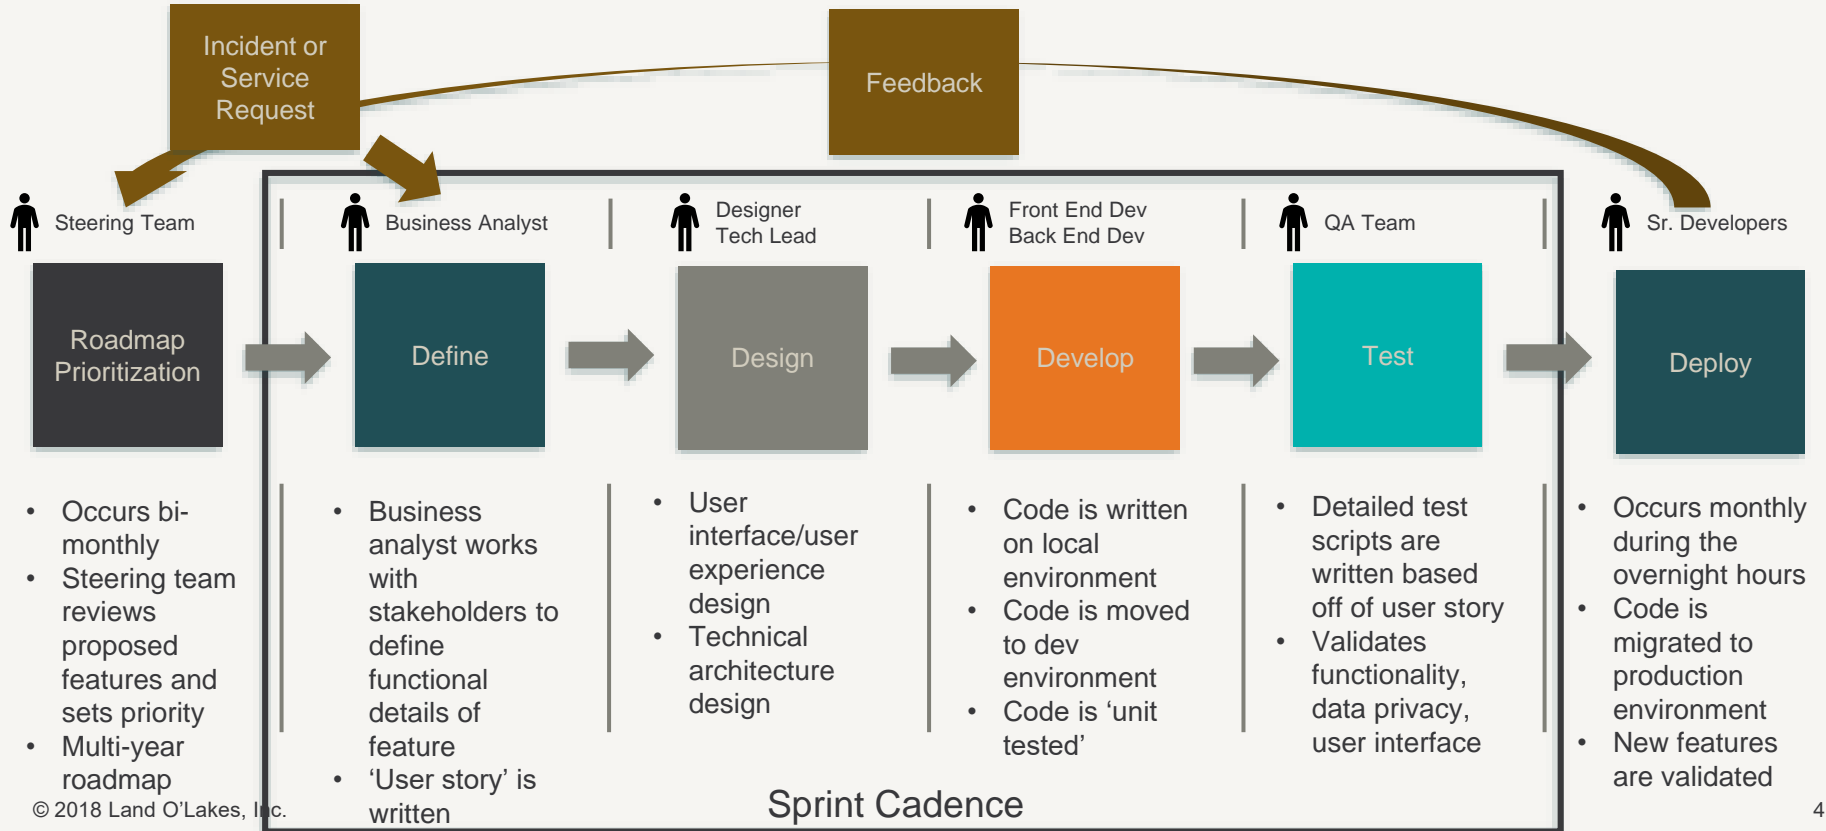 Incident or
Service
Request
Feedback
Steering Team
Business Analyst
Designer
Tech Lead
Front End Dev
Back End Dev
QA Team
Sr. Developers
Roadmap
Prioritization
Define
Design
Develop
Test
Deploy
• Occurs bi-
monthly
• Steering team
reviews
proposed
features and
sets priority
• Multi-year
roadmap
• Business
analyst works
with
stakeholders to
define
functional
details of
feature
• ‘User story’ is
written
• User
interface/user
experience
design
• Technical
architecture
design
• Code is written
on local
environment
• Code is moved
to dev
environment
• Code is ‘unit
tested’
• Detailed test
scripts are
written based
off of user story
• Validates
functionality,
data privacy,
user interface
• Occurs monthly
during the
overnight hours
• Code is
migrated to
production
environment
• New features
are validated
© 2018 Land O’Lakes, Inc.
Sprint Cadence
4